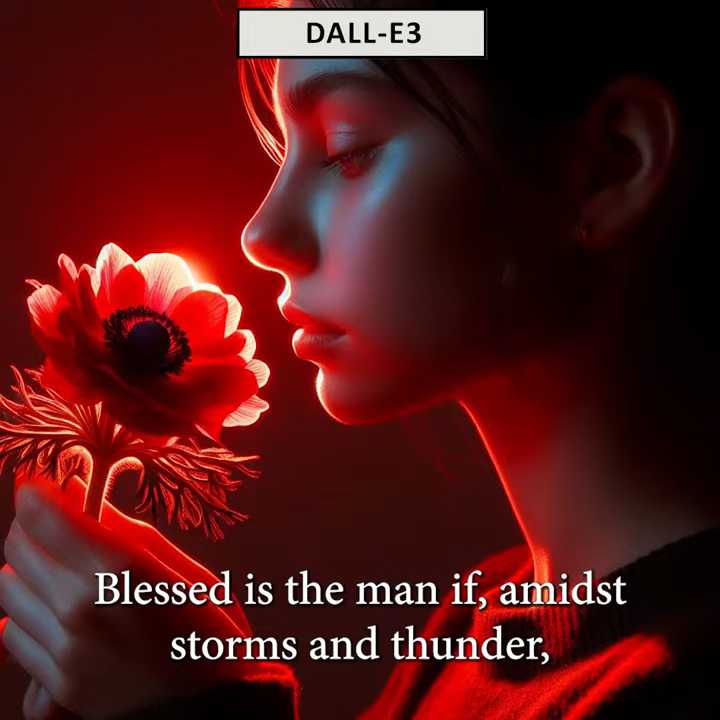 DALL-E3
Blessed is the man if, amidst
storms and thunder,